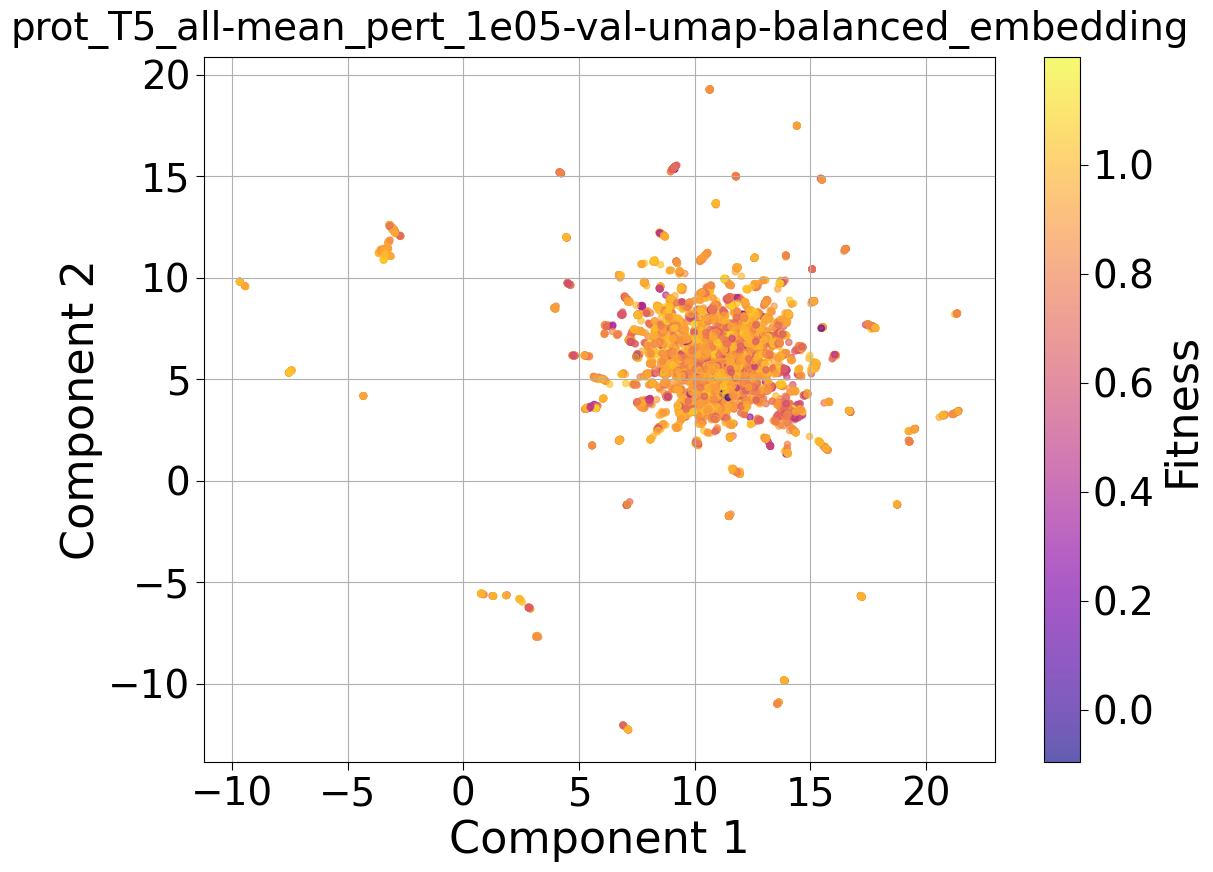 prot_T5_all-mean_pert_1e05-val-umap-balanced_embedding
20
15
10
5
0
−5
−10
Component 2
−10 −5 0 5 10 15 20
Component 1
1.0
0.8
0.6
0.4
0.2
0.0
Fitness